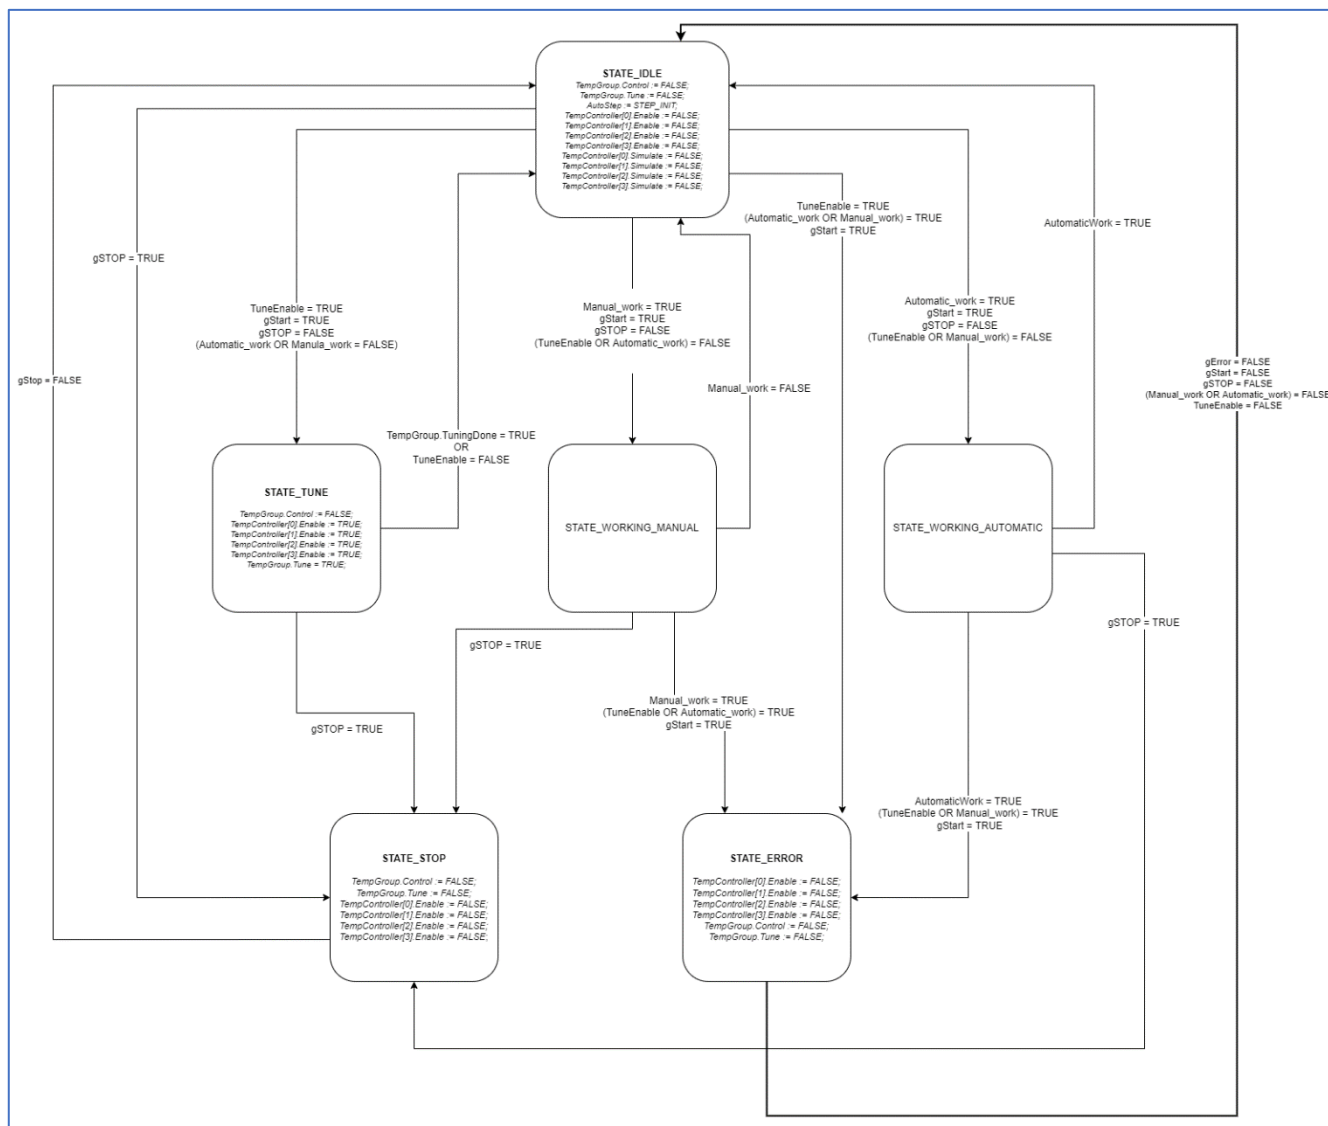 STATE_IDLE
TempGroup.Control := FALSE;
TempGroup.Tune := FALSE;
AutoStep := STEP_INIT;
TempController[0].Enable := FALSE;
TempController[1].Enable := FALSE;
TempController[2].Enable := FALSE;
TempController[3].Enable := FALSE;
TempController[0].Simulate := FALSE;
TempController[1].Simulate := FALSE;
TempController[2].Simulate := FALSE;
TempController[3].Simulate := FALSE;
gStop = FALSE
gSTOP = TRUE
TuneEnable = TRUE
gStart = TRUE
gSTOP = FALSE
(Automatic_work OR Manula_work = FALSE)
TempGroup.TuningDone = TRUE
OR
TuneEnable = FALSE
Manual_work = TRUE
gStart = TRUE
gSTOP = FALSE
(TuneEnable OR Automatic_work) = FALSE
Manual_work = FALSE
TuneEnable = TRUE
(Automatic_work OR Manual_work) = TRUE
gStart = TRUE
Automatic_work = TRUE
gStart = TRUE
gSTOP = FALSE
(TuneEnable OR Manual_work) = FALSE
AutomaticWork = TRUE
gError = FALSE
gStart = FALSE
gSTOP = FALSE
(Manual_work OR Automatic_work) = FALSE
TuneEnable = FALSE
STATE_TUNE
TempGroup.Control := FALSE;
TempController[0].Enable := TRUE;
TempController[1].Enable := TRUE;
TempController[2].Enable := TRUE;
TempController[3].Enable := TRUE;
TempGroup.Tune = TRUE;
STATE_WORKING_MANUAL
STATE_WORKING_AUTOMATIC
gSTOP = TRUE
gSTOP = TRUE
gSTOP = TRUE
Manual_work = TRUE
(TuneEnable OR Automatic_work) = TRUE
gStart = TRUE
AutomaticWork = TRUE
(TuneEnable OR Manual_work) = TRUE
gStart = TRUE
STATE_STOP
TempGroup.Control := FALSE;
TempGroup.Tune := FALSE;
TempController[0].Enable := FALSE;
TempController[1].Enable := FALSE;
TempController[2].Enable := FALSE;
TempController[3].Enable := FALSE;
STATE_ERROR
TempController[0].Enable := FALSE;
TempController[1].Enable := FALSE;
TempController[2].Enable := FALSE;
TempController[3].Enable := FALSE;
TempGroup.Control := FALSE;
TempGroup.Tune := FALSE;